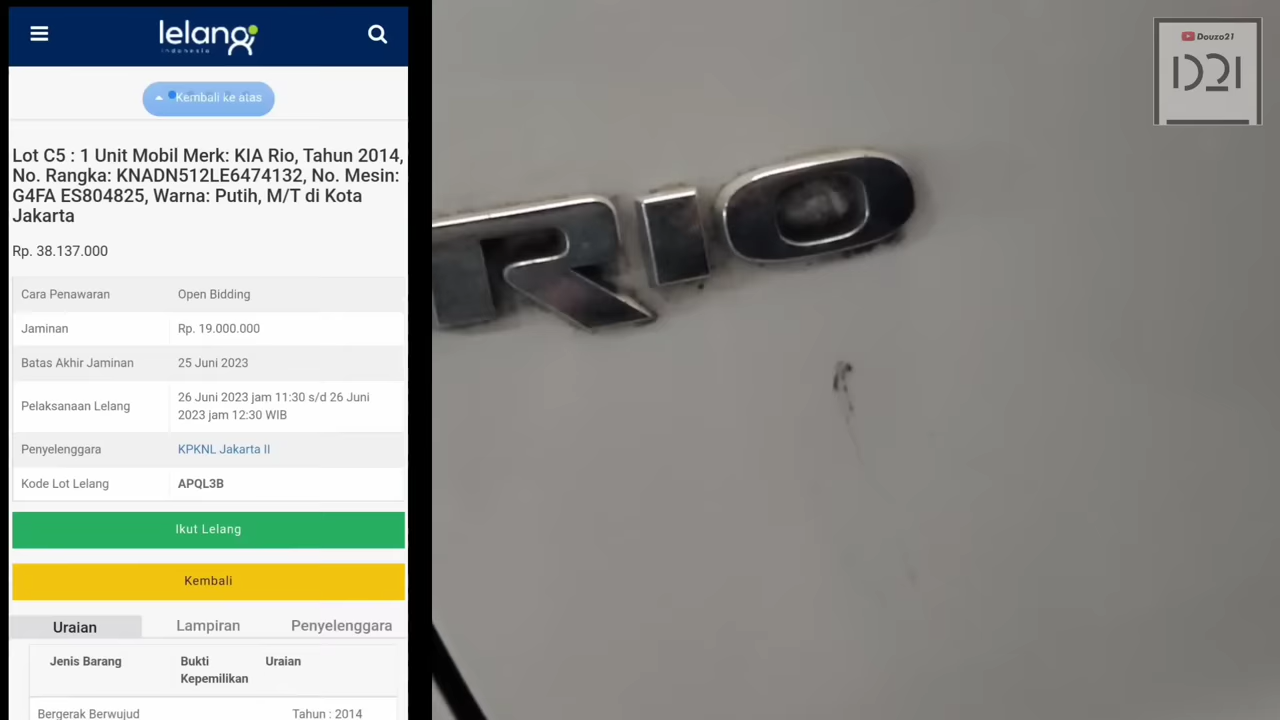 lelang
indonesia
Kembali ke atas
Lot C5 : 1 Unit Mobil Merk: KIA Rio, Tahun 2014,
No. Rangka: KNADN512LE6474132, No. Mesin:
G4FA ES804825, Warna: Putih, M/T di Kota
Jakarta
Rp. 38.137.000
Cara Penawaran Open Bidding
Jaminan Rp. 19.000.000
Batas Akhir Jaminan 25 Juni 2023
Pelaksanaan Lelang 26 Juni 2023 jam 11:30 s/d 26 Juni
2023 jam 12:30 WIB
Penyelenggara KPKNL Jakarta II
Kode Lot Lelang APQL3B
Ikut Lelang
Kembali
Uraian Lampiran Penyelenggara
Jenis Barang Bukti Uraian
Kepemilikan
Bergerak Berwujud Tahun : 2014
RIO
Douzo21
D21